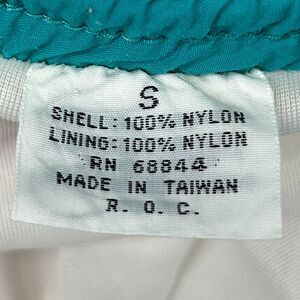 S
SHELL: 100% NYLON
LINING: 100% NYLON
RN 68844
MADE IN TAIWAN
R. O. C.